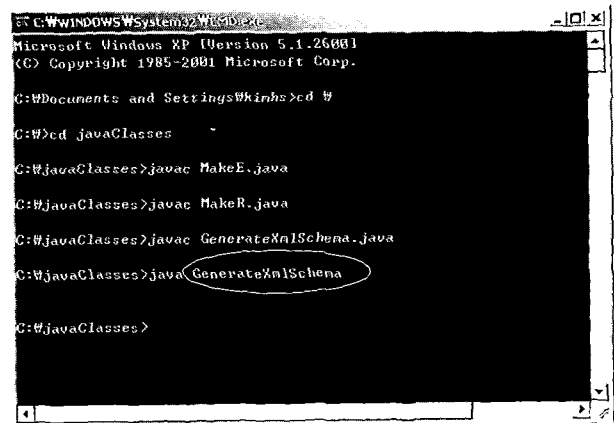 C:₩WINDOWS₩System32₩CMD.exe
Microsoft Windows XP [Version 5.1.2600]
(C) Copyright 1985-2001 Microsoft Corp.
C:₩Documents and Settings₩kimhs>cd ₩
C:₩>cd javaClasses
C:₩javaClasses>javac MakeE.java
C:₩javaClasses>javac MakeR.java
C:₩javaClasses>javac GenerateXmlSchema.java
C:₩javaClasses>java GenerateXmlSchema
C:₩javaClasses>